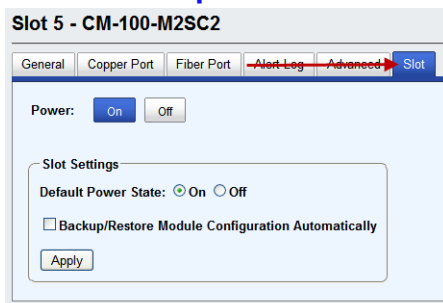 Slot 5 - CM-100-M2SC2
General Copper Port Fiber Port Alert Log Advanced Slot
Power: On Off
Slot Settings
Default Power State: On Off
Backup/Restore Module Configuration Automatically
Apply